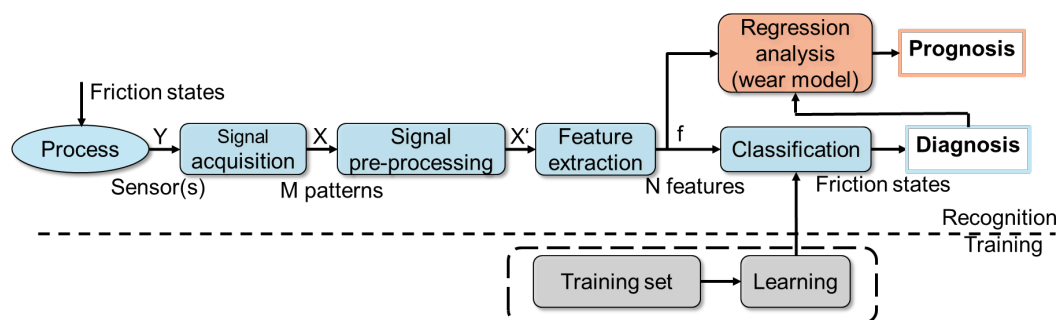 Regression
analysis
(wear model)
Prognosis
Friction states
Process
Y
Signal
acquisition
X
Signal
pre-processing
X'
Feature
extraction
f
Classification
Diagnosis
Sensor(s)
M patterns
N features
Friction states
Recognition
Training
Training set
Learning